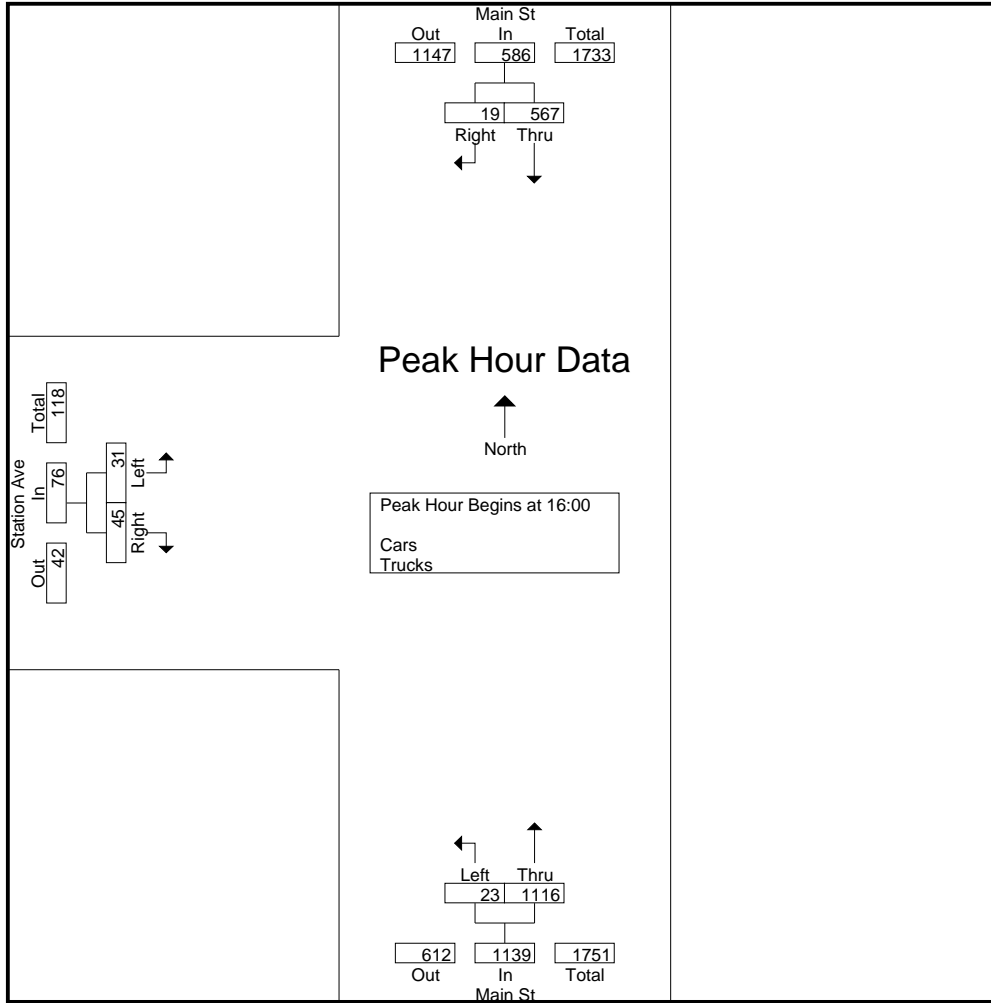 Main St
Out In Total
1147 586 1733
19 567
Right Thru
Peak Hour Data
North
Peak Hour Begins at 16:00
Cars
Trucks
Station Ave
Out In Total
42 76 118
45 31
Right Left
Left Thru
23 1116
612 1139 1751
Out In Total
Main St